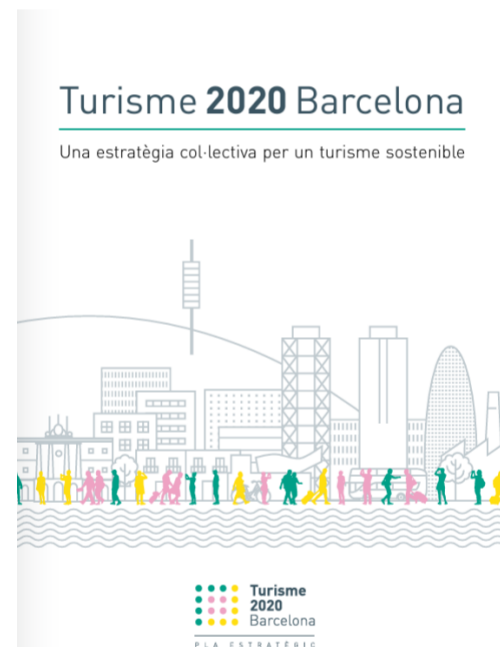 Turisme 2020 Barcelona
Una estratègia col·lectiva per un turisme sostenible
Turisme
2020
Barcelona
PLA ESTRATÈGIC